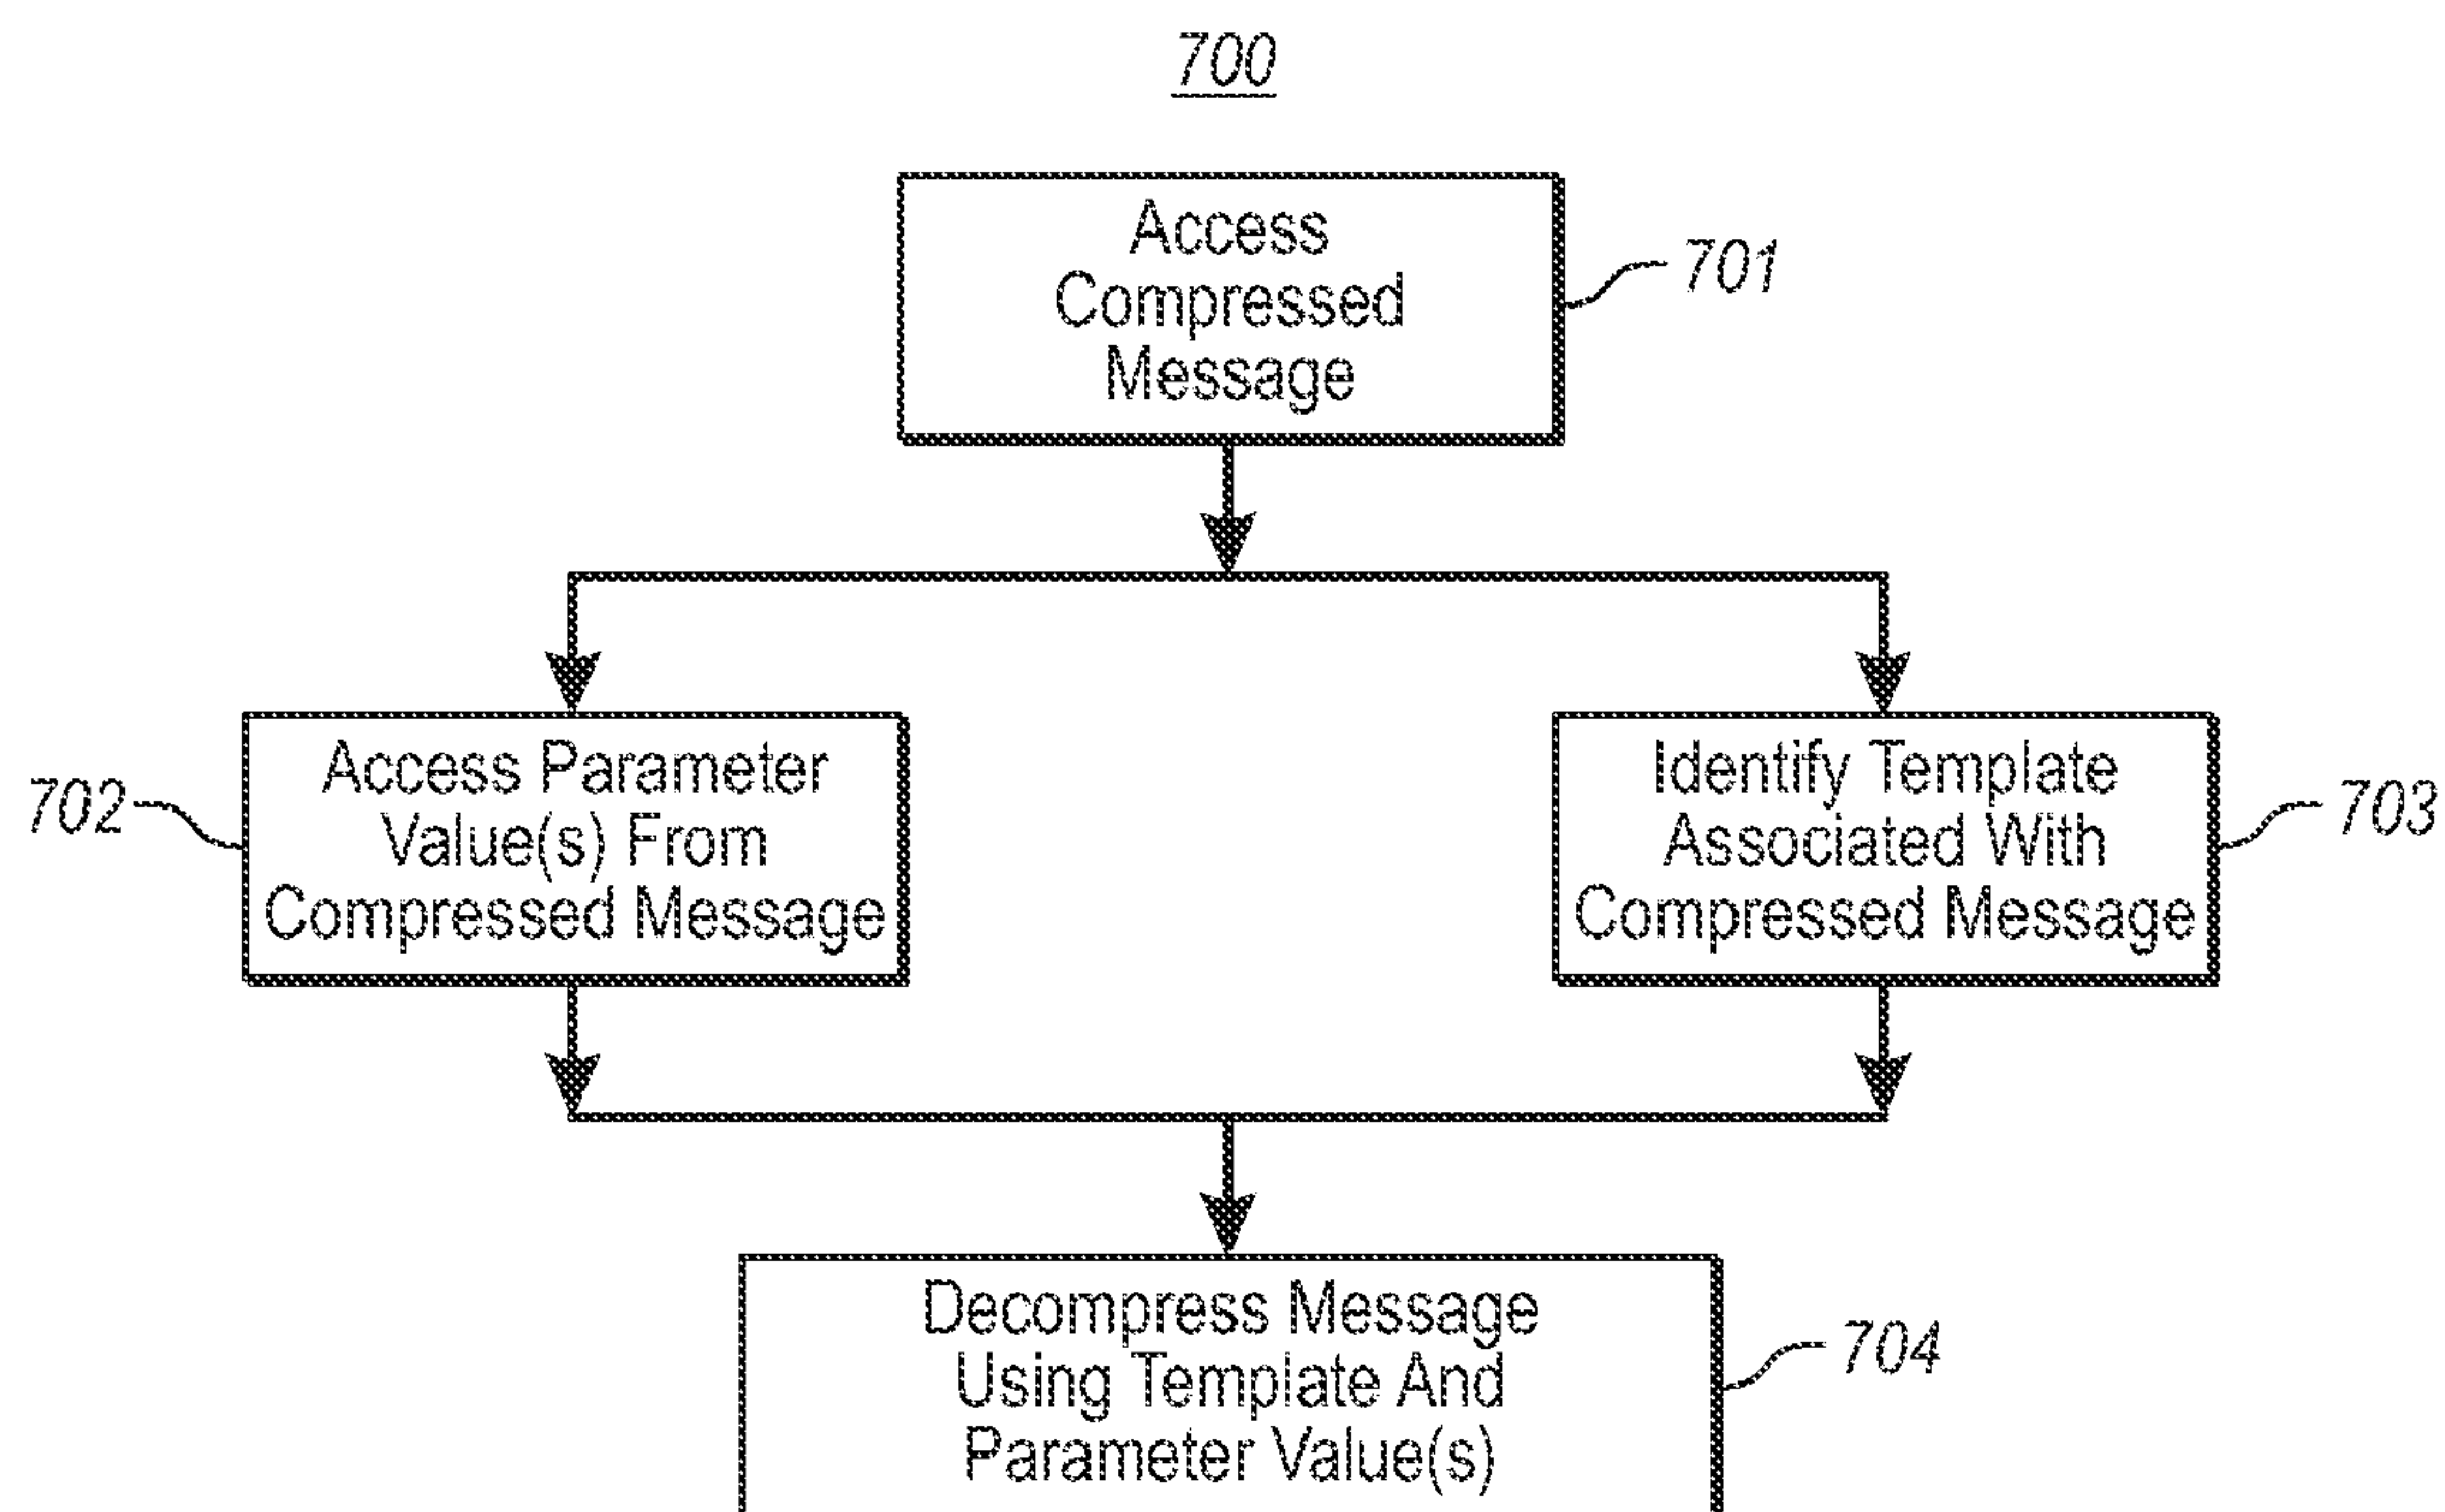 700
Access
Compressed
Message
701
702
Access Parameter
Value(s) From
Compressed Message
Identify Template
Associated With
Compressed Message
703
Decompress Message
Using Template And
Parameter Value(s)
704